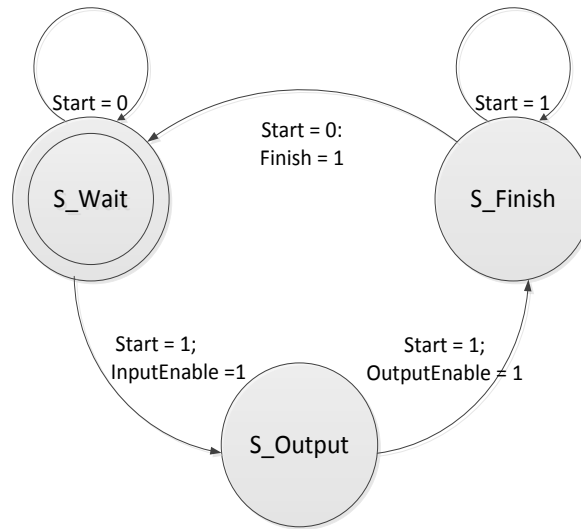 Start = 0
Start = 1
Start = 0:
Finish = 1
S_Wait
S_Finish
Start = 1;
InputEnable =1
Start = 1;
OutputEnable = 1
S_Output